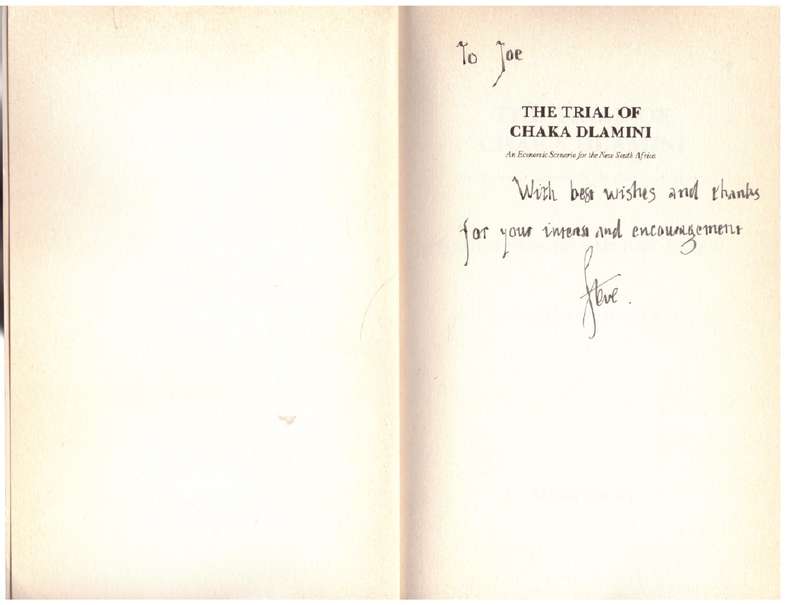 To Joe
THE TRIAL OF
CHAKA DLAMINI
An Economic Scenario for the New South Africa
With best wishes and thanks
for your interest and encouragement
Steve.